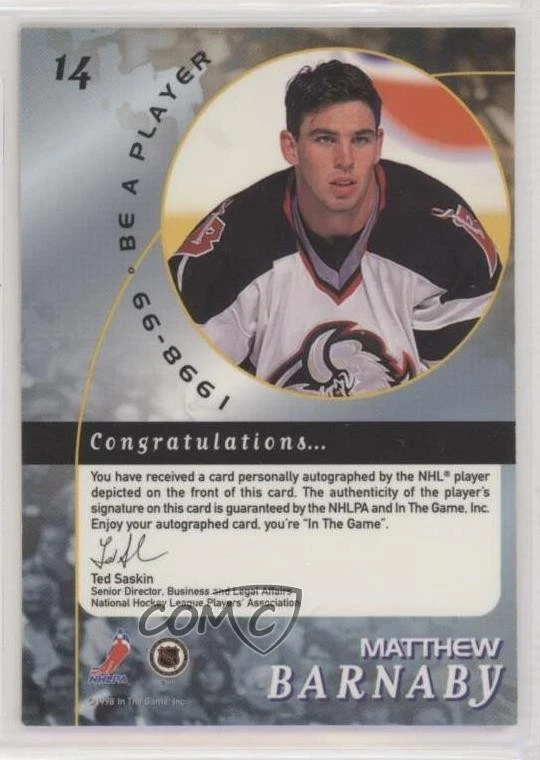 14
1998-99 • BE A PLAYER
Congratulations...
You have received a card personally autographed by the NHL® player
depicted on the front of this card. The authenticity of the player's
signature on this card is guaranteed by the NHLPA and In The Game, Inc.
Enjoy your autographed card, you're "In The Game".
Ted Saskin
Senior Director, Business and Legal Affairs
National Hockey League Players' Association
COMC
NHLPA
MATTHEW
BARNABY
©1998 In The Game, Inc.